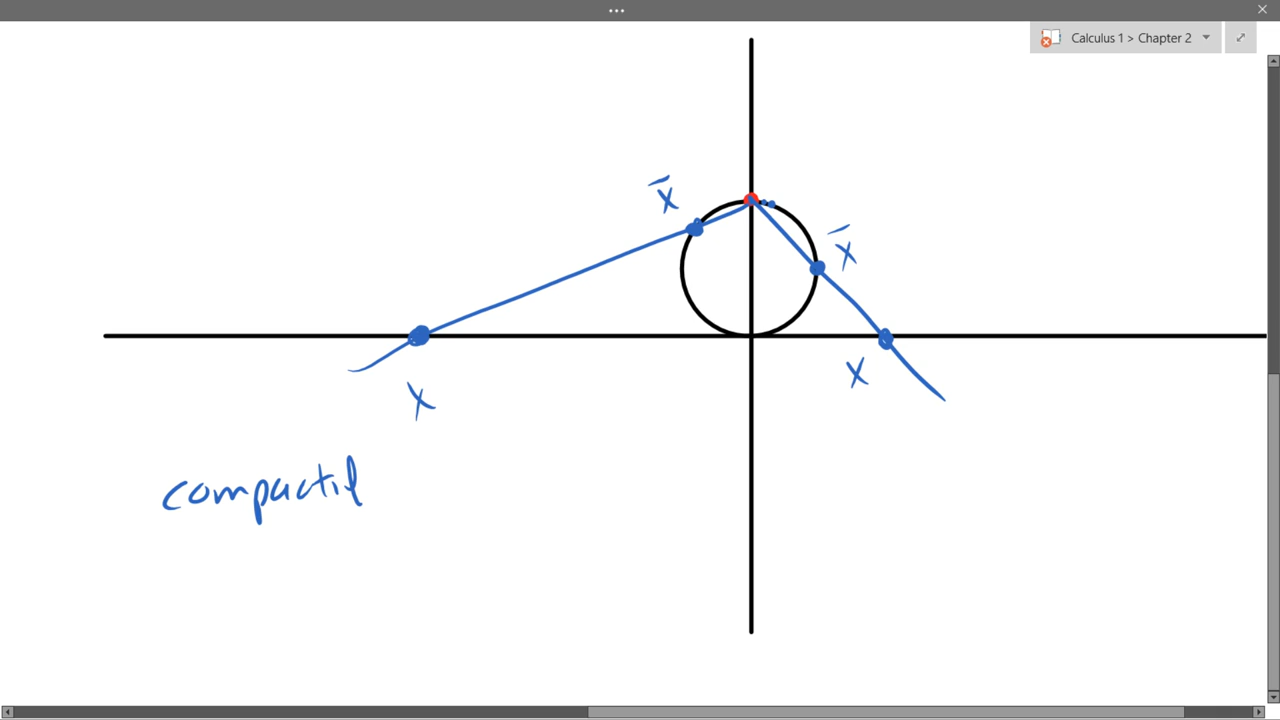 Calculus 1 > Chapter 2
x̄
x̄
x
x
compactif